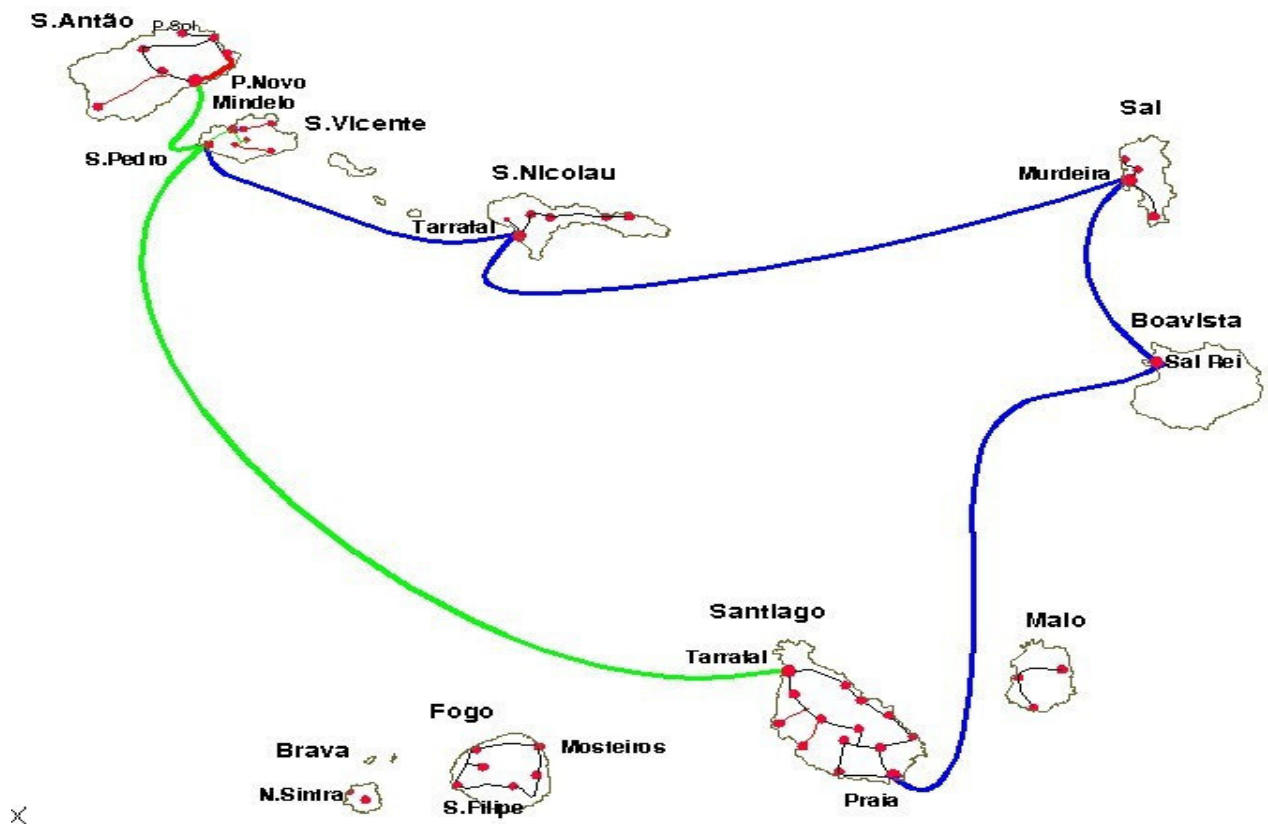 S.Antão
P.Novo
Mindelo
S.Vicente
S.Pedro
S.Nicolau
Tarrafal
Sal
Murdeira
Boavista
Sal Rei
Santiago
Tarrafal
Maio
Fogo
Mosteiros
Brava
N.Sintra
S.Filipe
Praia